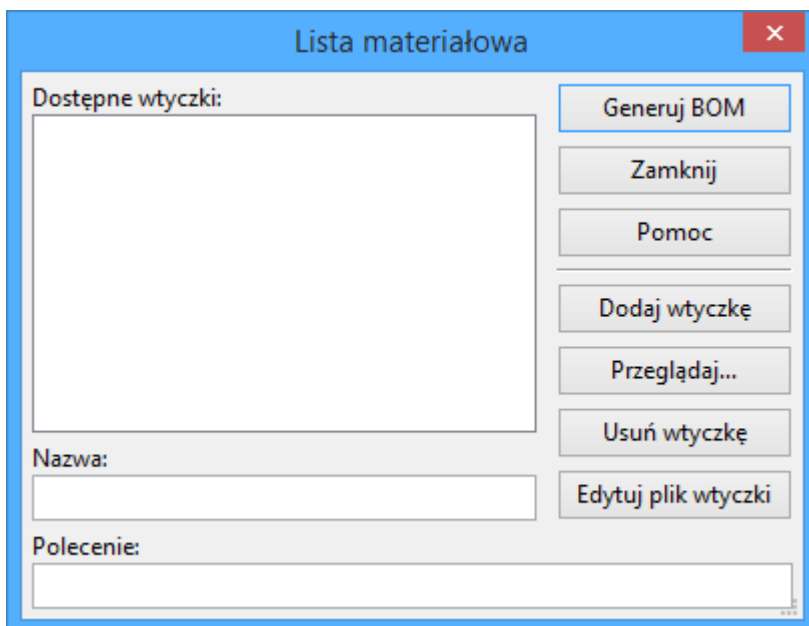 Lista materiałowa
Dostępne wtyczki:
Generuj BOM
Zamknij
Pomoc
Dodaj wtyczkę
Przeglądaj...
Usuń wtyczkę
Nazwa:
Edytuj plik wtyczki
Polecenie: